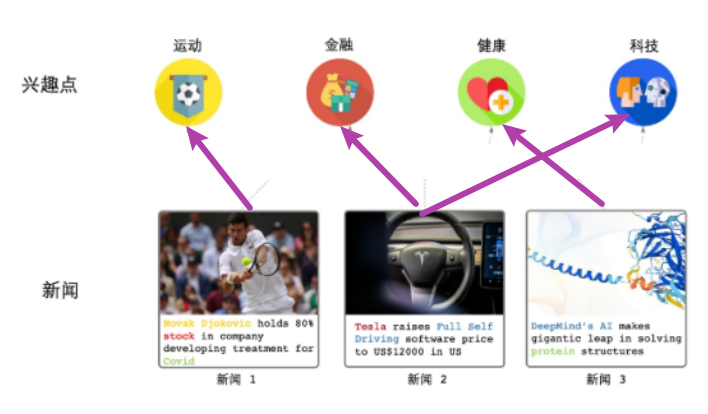 运动
金融
健康
科技
兴趣点
新闻
Novak Djokovic holds 80%
stock in company
developing treatment for
Covid
Tesla raises Full Self
Driving software price
to US$12000 in US
DeepMind's AI makes
gigantic leap in solving
protein structures
新闻 1
新闻 2
新闻 3